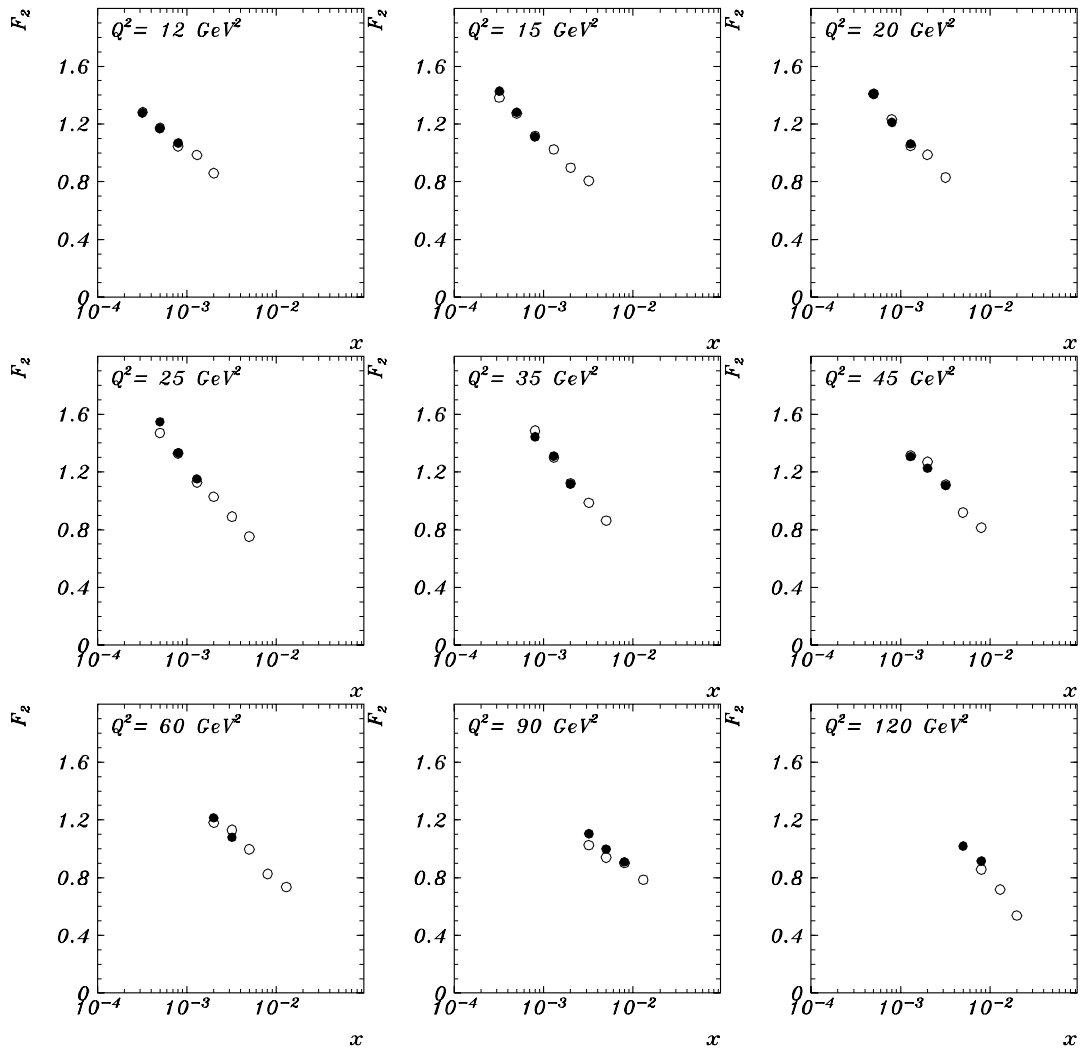 F₂ Q²= 12 GeV²
1.6
1.2
0.8
0.4
0
10⁻⁴ 10⁻³ 10⁻²
x
F₂ Q²= 15 GeV²
1.6
1.2
0.8
0.4
0
10⁻⁴ 10⁻³ 10⁻²
x
F₂ Q²= 20 GeV²
1.6
1.2
0.8
0.4
0
10⁻⁴ 10⁻³ 10⁻²
x
F₂ Q²= 25 GeV²
1.6
1.2
0.8
0.4
0
10⁻⁴ 10⁻³ 10⁻²
x
F₂ Q²= 35 GeV²
1.6
1.2
0.8
0.4
0
10⁻⁴ 10⁻³ 10⁻²
x
F₂ Q²= 45 GeV²
1.6
1.2
0.8
0.4
0
10⁻⁴ 10⁻³ 10⁻²
x
F₂ Q²= 60 GeV²
1.6
1.2
0.8
0.4
0
10⁻⁴ 10⁻³ 10⁻²
x
F₂ Q²= 90 GeV²
1.6
1.2
0.8
0.4
0
10⁻⁴ 10⁻³ 10⁻²
x
F₂ Q²= 120 GeV²
1.6
1.2
0.8
0.4
0
10⁻⁴ 10⁻³ 10⁻²
x